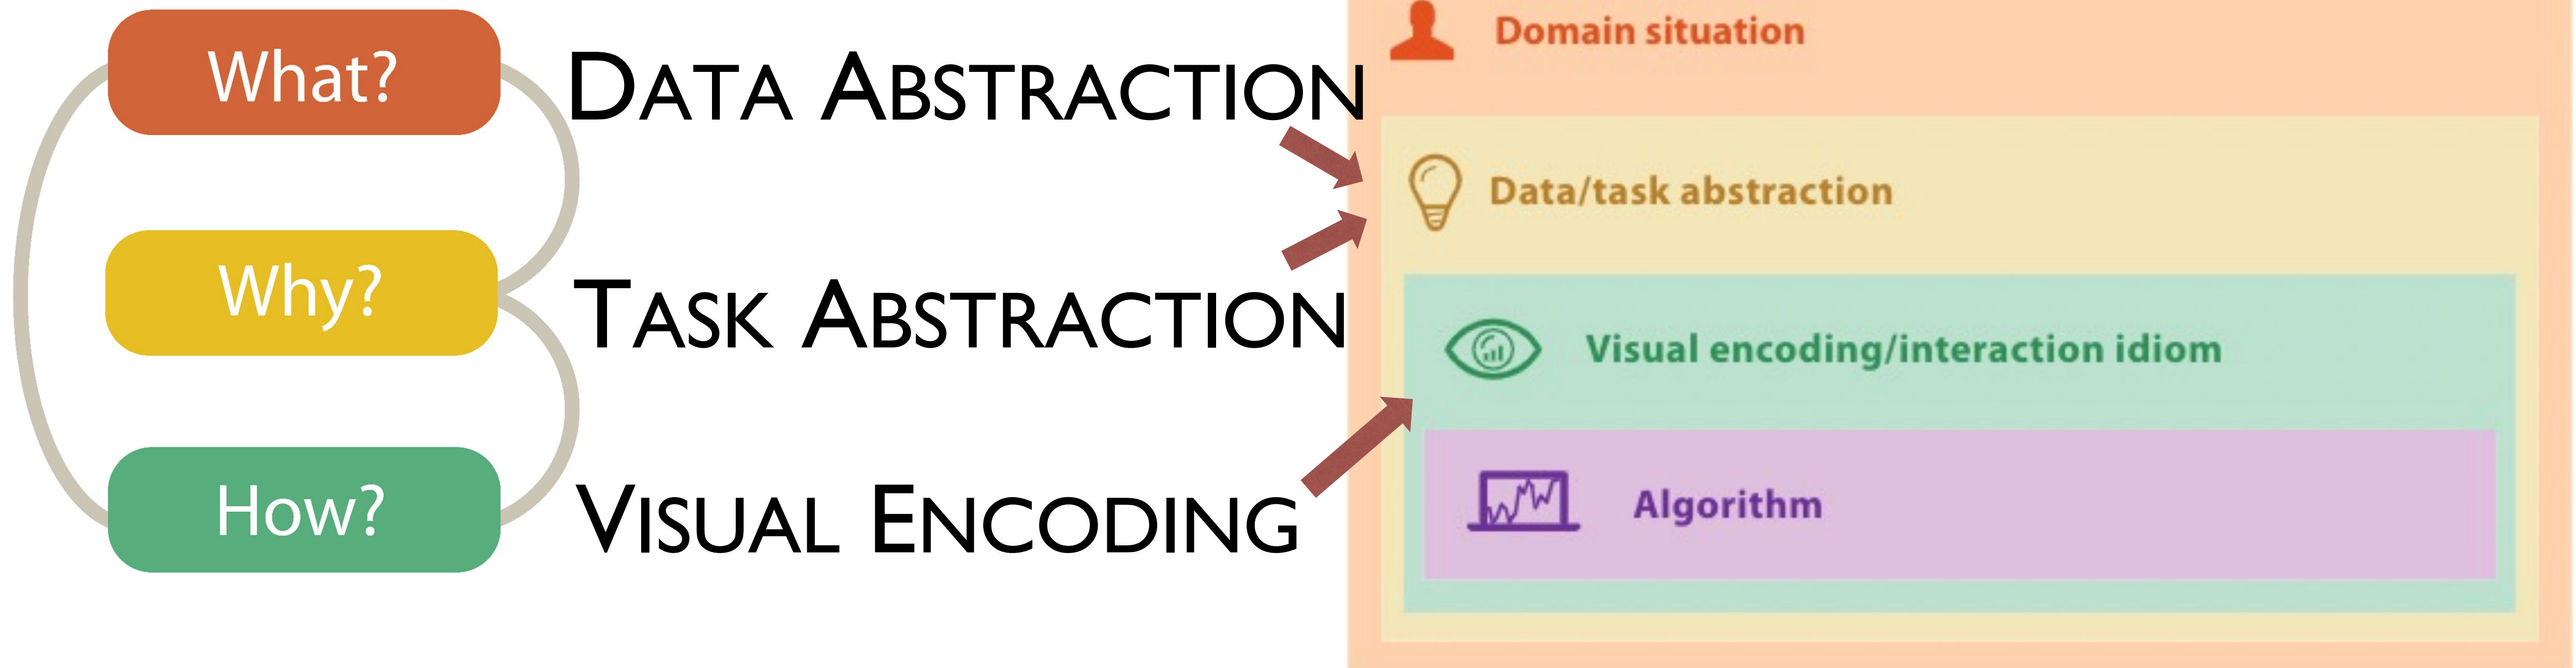 What?
DATA ABSTRACTION
Why?
TASK ABSTRACTION
How?
VISUAL ENCODING
Domain situation
Data/task abstraction
Visual encoding/interaction idiom
Algorithm